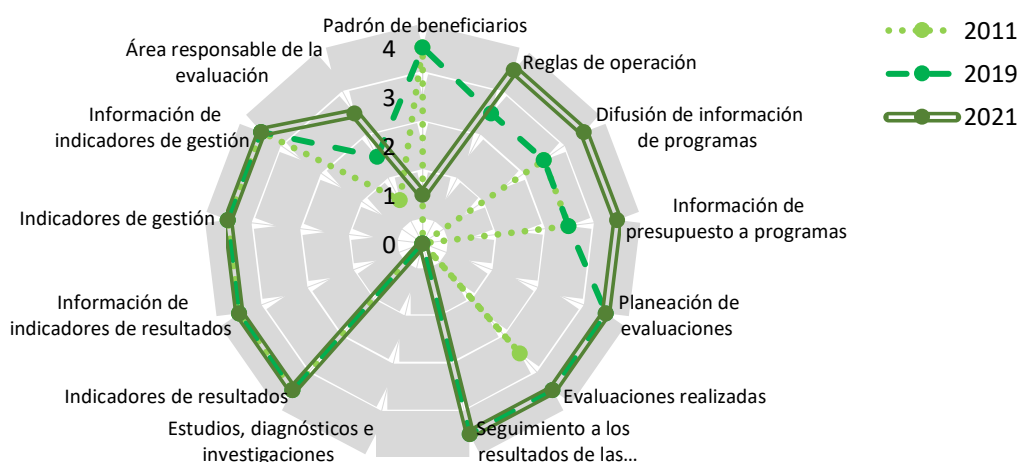 Padrón de beneficiarios
Reglas de operación
Difusión de información
de programas
Información de
presupuesto a programas
Planeación de
evaluaciones
Evaluaciones realizadas
Seguimiento a los
resultados de las…
Estudios, diagnósticos e
investigaciones
Indicadores de resultados
Información de
indicadores de resultados
Indicadores de gestión
Información de
indicadores de gestión
Área responsable de la
evaluación
4
3
2
1
0
2011
2019
2021